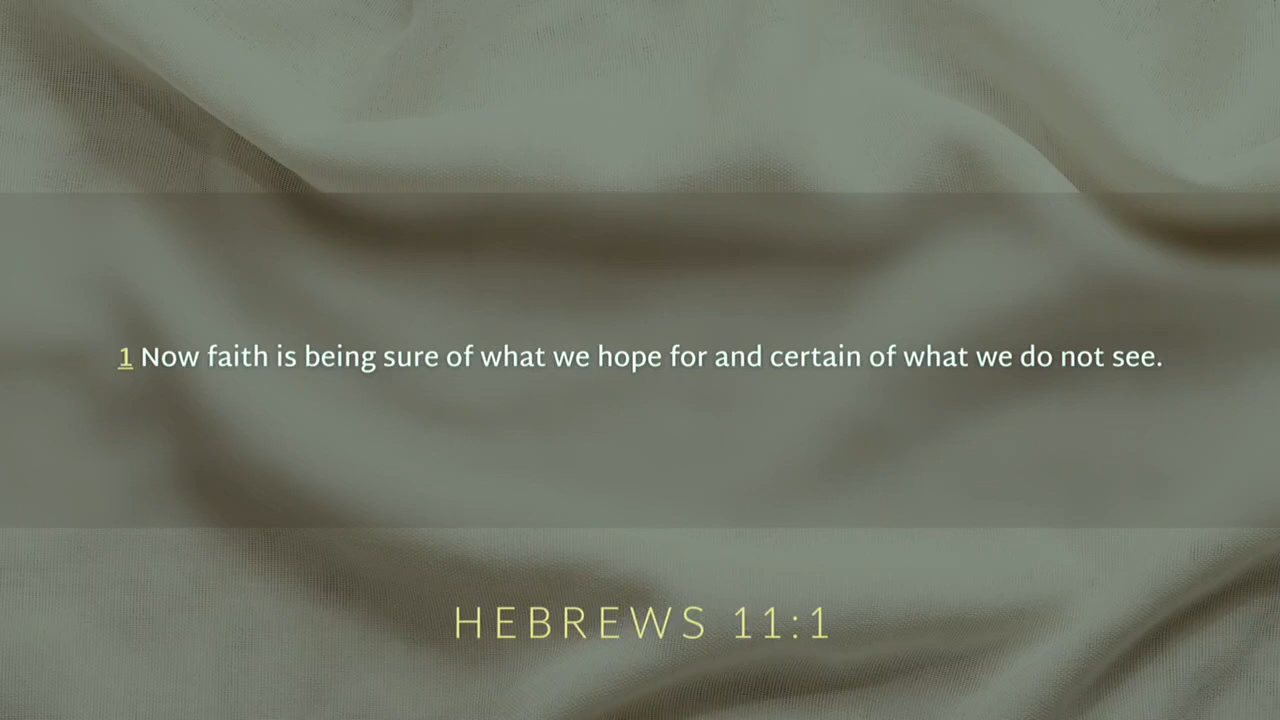 1 Now faith is being sure of what we hope for and certain of what we do not see.
HEBREWS 11:1